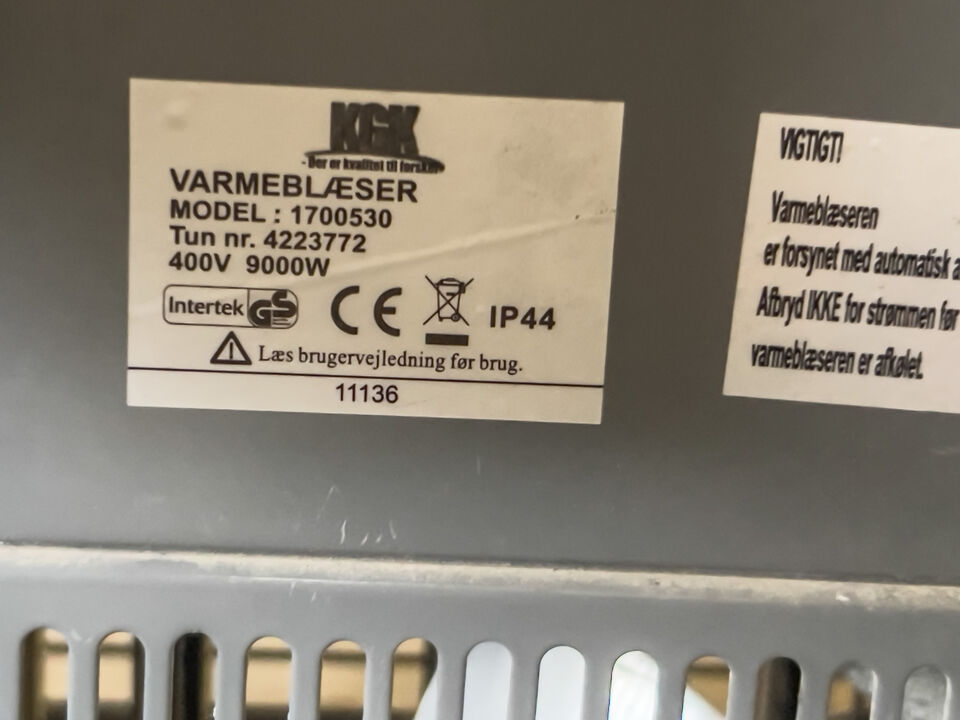 KGK
- Der er kvalitet til forskel -
VARMEBLÆSER
MODEL : 1700530
Tun nr. 4223772
400V 9000W
Intertek GS CE IP44
Læs brugervejledning før brug.
11136
VIGTIGT!
Varmeblæseren
er forsynet med automatisk a
Afbryd IKKE for strømmen før
varmeblæseren er afkølet.